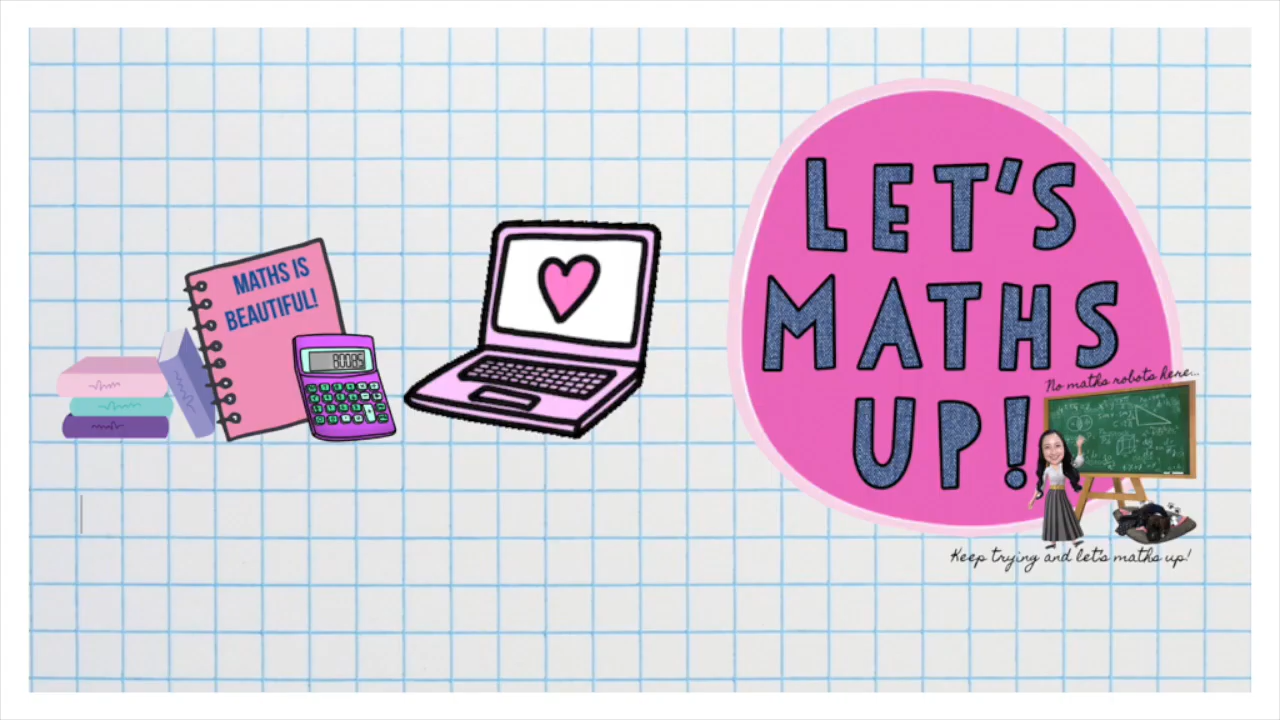 MATHS IS
BEAUTIFUL!
LET'S
MATHS
UP!
No maths robots here...
Keep trying and let's maths up!